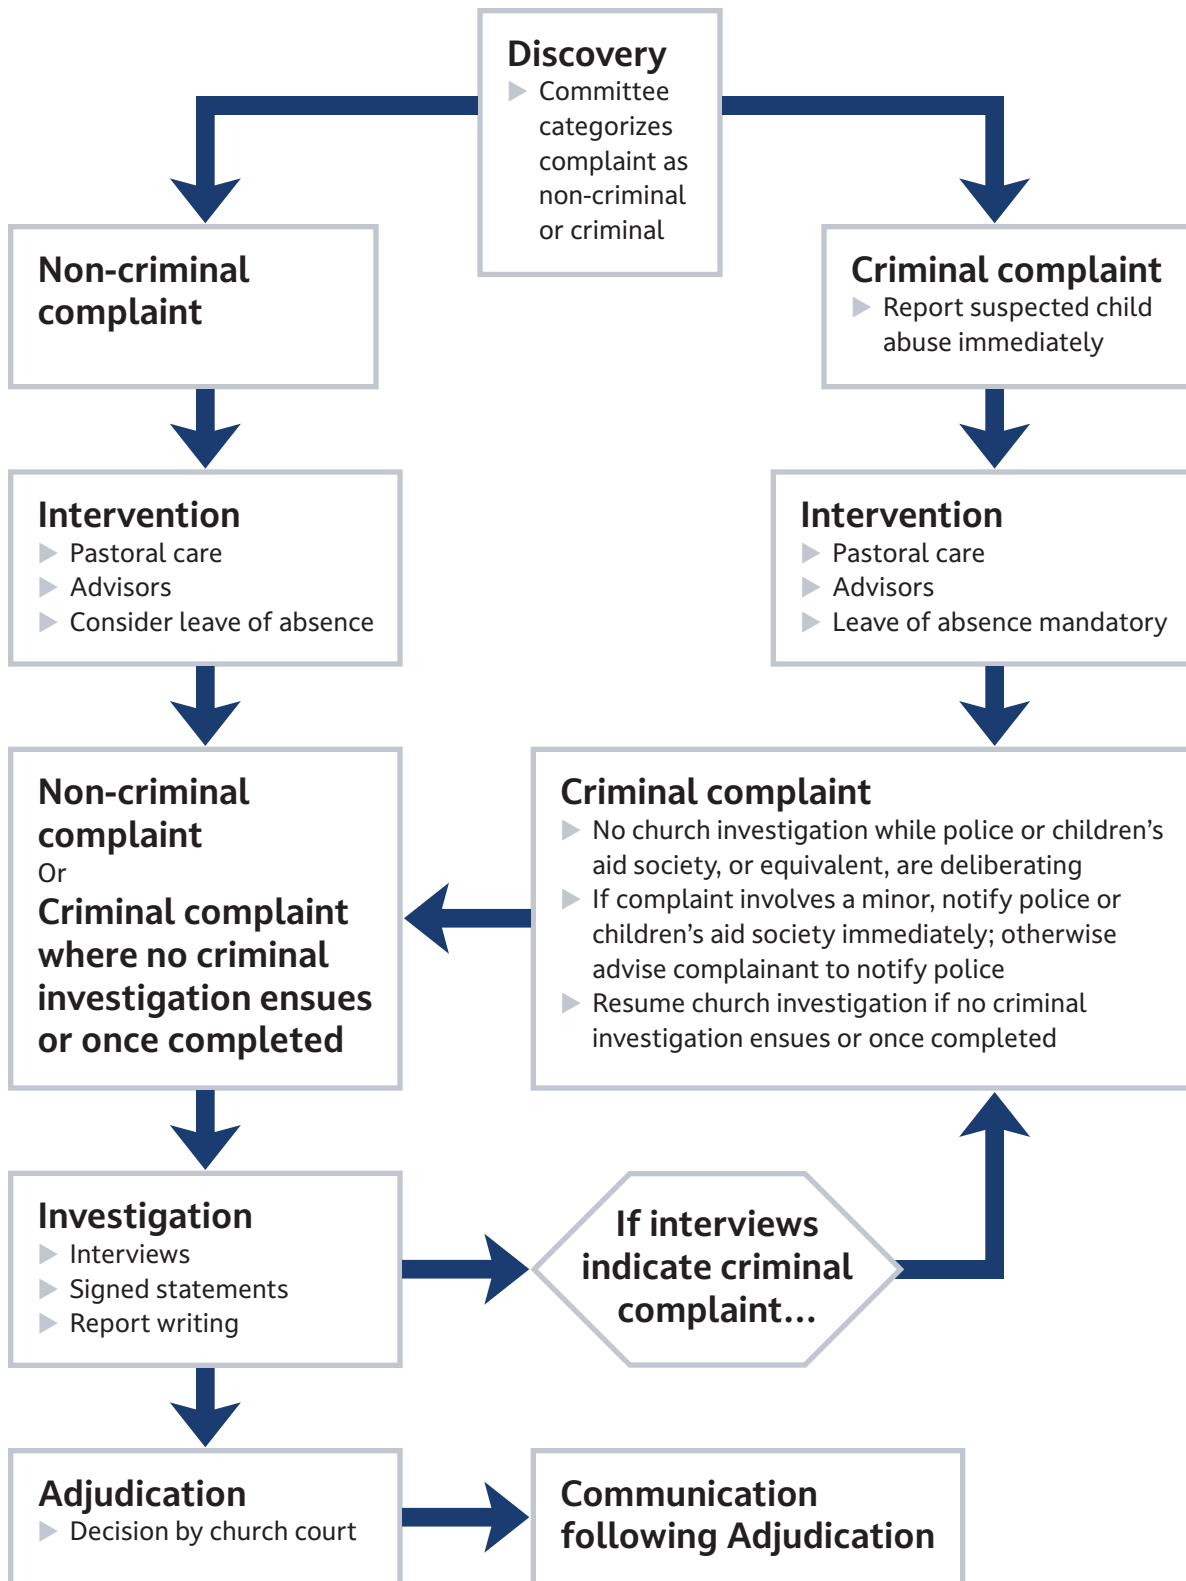 Discovery
Committee
categorizes
complaint as
non-criminal
or criminal
Non-criminal
complaint
Criminal complaint
Report suspected child
abuse immediately
Intervention
Pastoral care
Advisors
Consider leave of absence
Intervention
Pastoral care
Advisors
Leave of absence mandatory
Non-criminal
complaint
Or
Criminal complaint
where no criminal
investigation ensues
or once completed
Criminal complaint
No church investigation while police or children’s
aid society, or equivalent, are deliberating
If complaint involves a minor, notify police or
children’s aid society immediately; otherwise
advise complainant to notify police
Resume church investigation if no criminal
investigation ensues or once completed
Investigation
Interviews
Signed statements
Report writing
If interviews
indicate criminal
complaint…
Adjudication
Decision by church court
Communication
following Adjudication